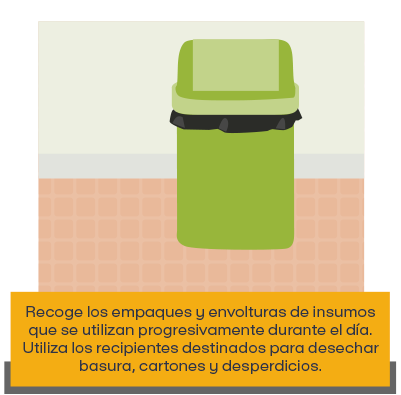 Recoge los empaques y envolturas de insumos
que se utilizan progresivamente durante el día.
Utiliza los recipientes destinados para desechar
basura, cartones y desperdicios.